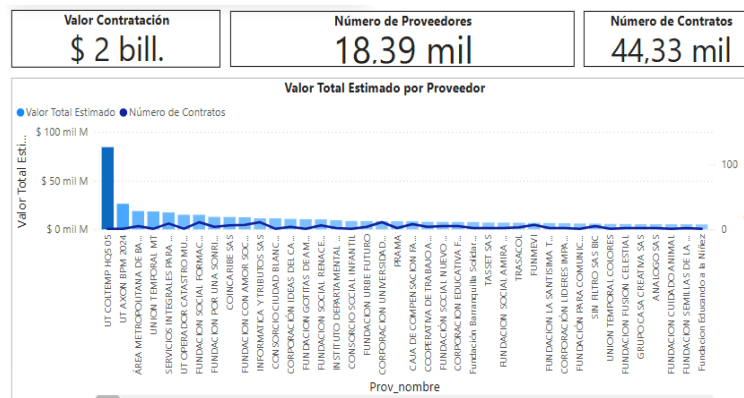 Valor Contratación
$ 2 bill.
Número de Proveedores
18,39 mil
Número de Contratos
44,33 mil
Valor Total Estimado por Proveedor
Valor Total Estimado Número de Contratos
Valor Total Esti...
$ 100 mil M
$ 50 mil M
$ 0 mil M
100
0
UT COLTEMP HQS 05
UT AXON BPM 2024
ÁREA METROPOLITANA DE BA...
UNION TEMPORAL MT
SERVICIOS INTEGRALES PARA ...
UT OPERADOR CATASTRO MU...
FUNDACION SOCIAL FORMAC...
FUNDACION POR UNA SONRI...
COINCARIBE SAS
FUNDACION CON AMOR SOC...
INFORMATICA Y TRIBUTOS SAS
CONSORCIO CIUDAD BLANC...
CORPORACIÓN IDEAS DEL CA...
FUNDACION GOTITAS DE AM...
FUNDACION SOCIAL RENACE...
INSTITUTO DEPARTAMENTAL ...
CONSORCIO SOCIAL INFANTIL
FUNDACION URBE FUTURO
CORPORACION UNIVERSIDAD...
PRAMA
CAJA DE COMPENSACION FA...
COOPERATIVA DE TRABAJO A...
FUNDACIÓN SOCIAL NUEVO ...
CORPORACION EDUCATIVA F...
Fundación Barranquilla Solidar...
TASSET SAS
FUNDACION SOCIAL AMIRA ...
TRASACOL
FUNMEVI
FUNDACION LA SANTISIMA T...
CORPORACIÓN LIDERES IMPA...
FUNDACIÓN PARA COMUNIC...
SIN FILTRO SAS BIC
UNION TEMPORAL COLORES
FUNDACION FUSION CELESTIAL
GRUPO CASA CREATIVA SAS
ANALOGO SAS
FUNDACION CUIDADO ANIMAL
FUNDACION SEMILLAS DE LA ...
Fundacion Educando a la Niñez
Prov_nombre